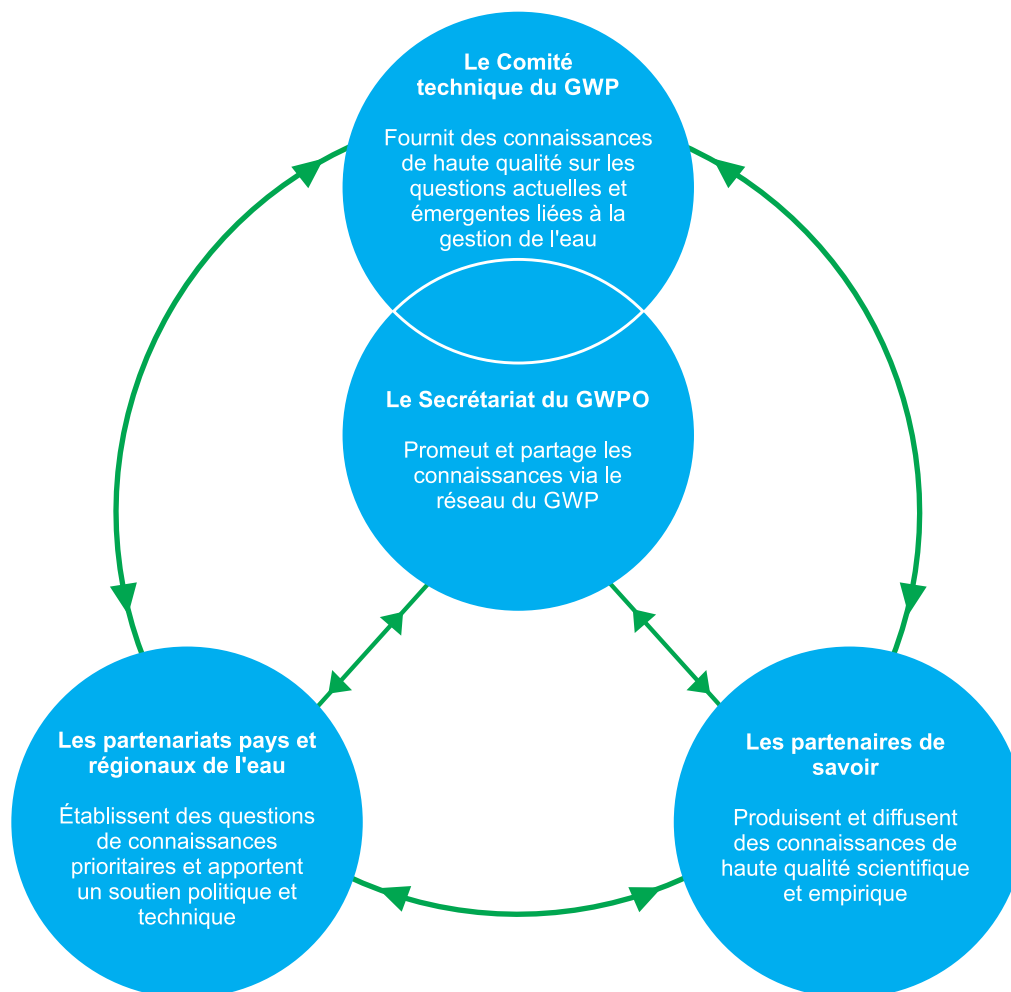 Le Comité
technique du GWP
Fournit des connaissances
de haute qualité sur les
questions actuelles et
émergentes liées à la
gestion de l'eau
Le Secrétariat du GWPO
Promeut et partage les
connaissances via le
réseau du GWP
Les partenariats pays et
régionaux de l'eau
Établissent des questions
de connaissances
prioritaires et apportent
un soutien politique et
technique
Les partenaires de
savoir
Produisent et diffusent
des connaissances de
haute qualité scientifique
et empirique